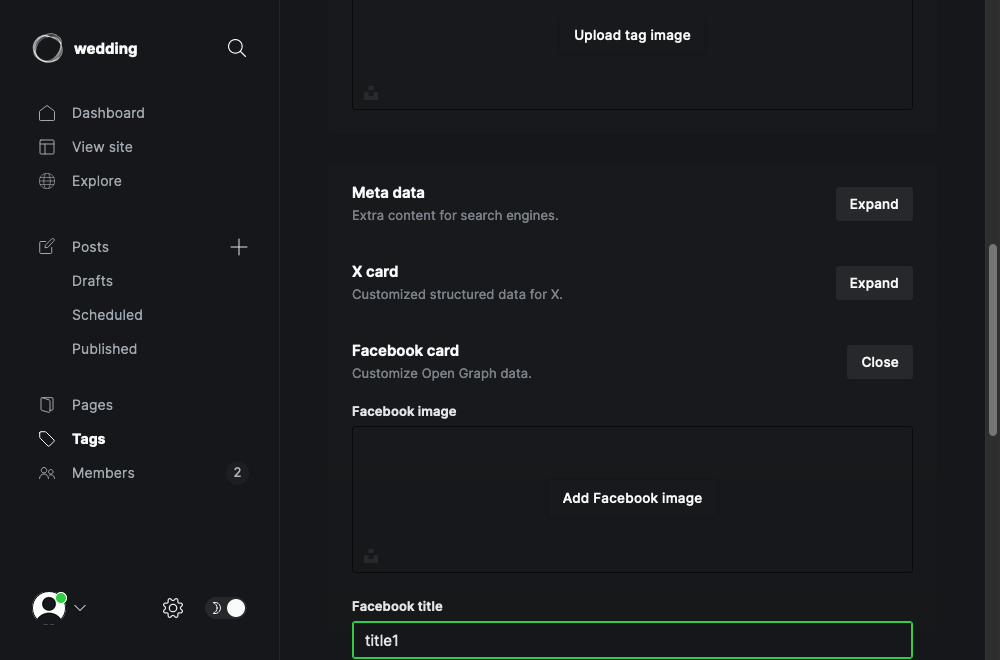 wedding
Dashboard
View site
Explore
Posts
Drafts
Scheduled
Published
Pages
Tags
Members
2
Upload tag image
Meta data
Extra content for search engines.
Expand
X card
Customized structured data for X.
Expand
Facebook card
Customize Open Graph data.
Close
Facebook image
Add Facebook image
Facebook title
title1